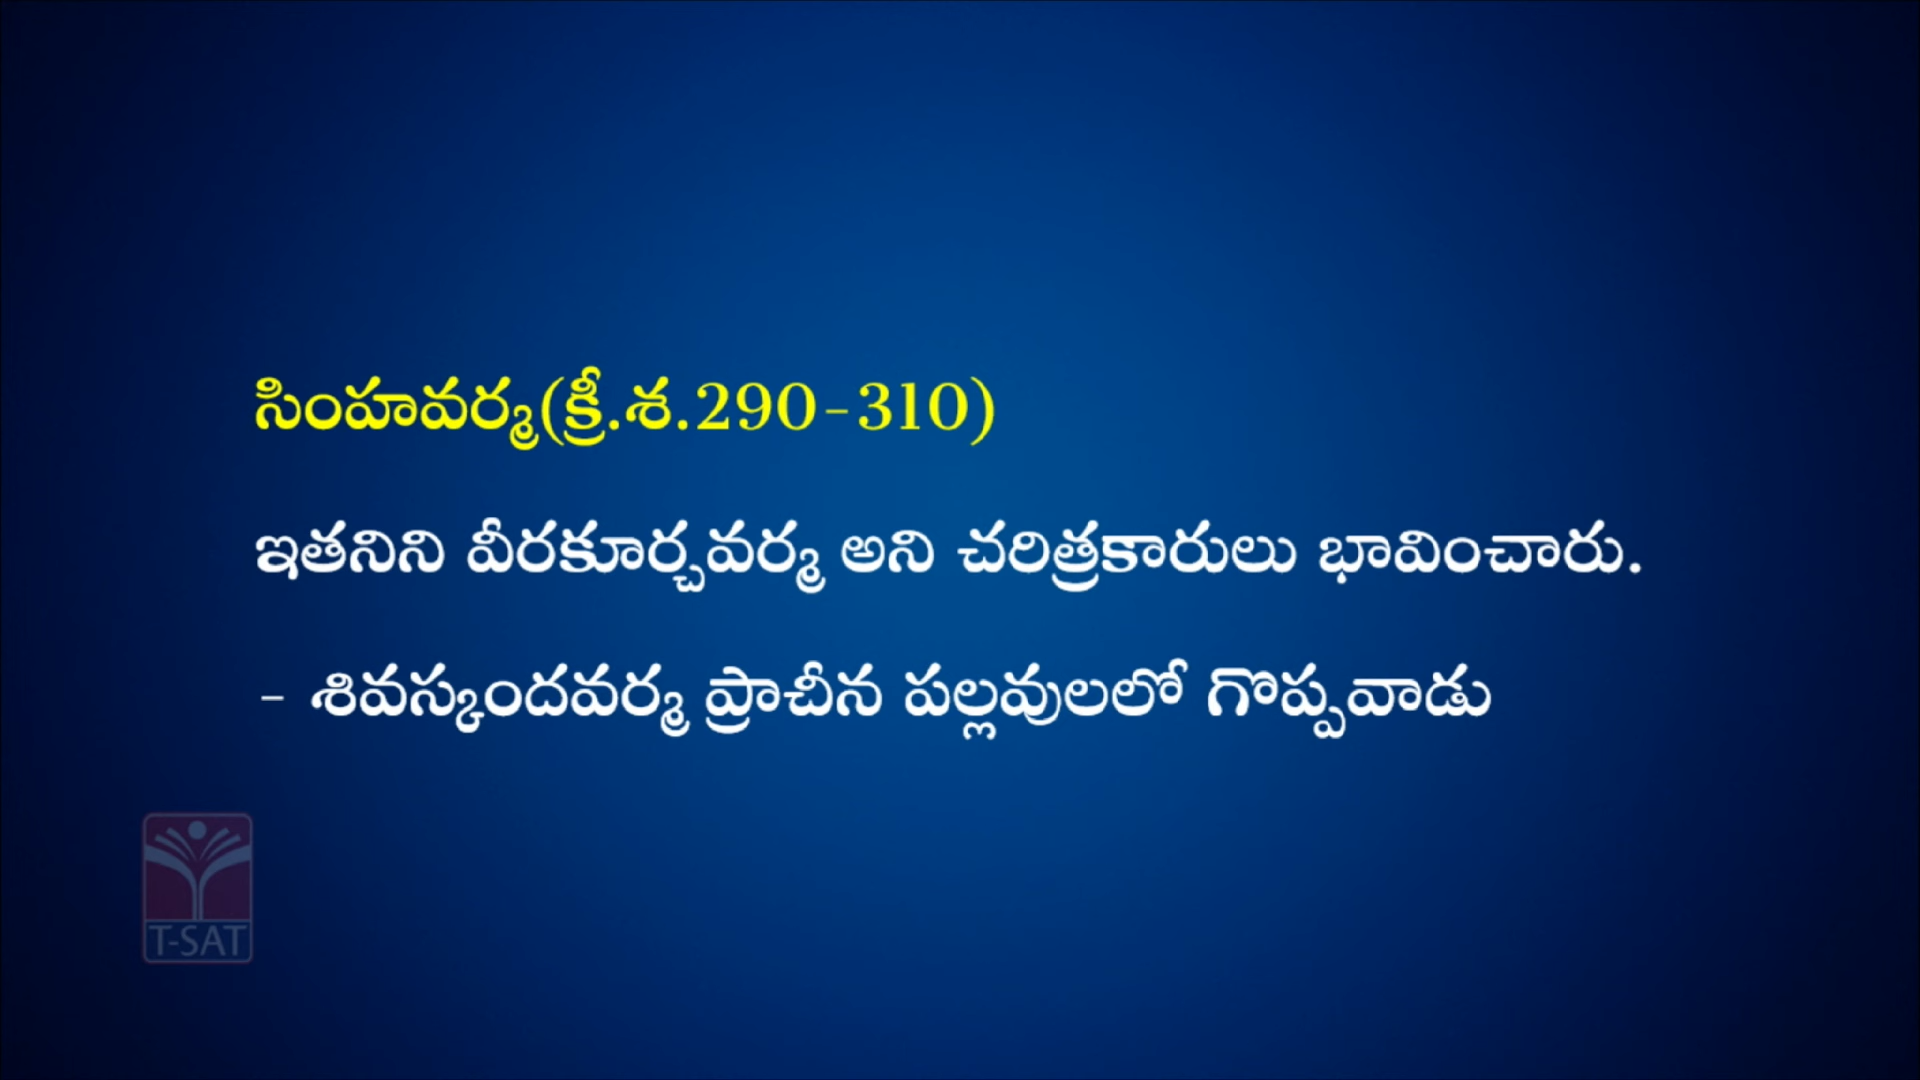 సింహవర్మ(క్రీ.శ.290-310)
ఇతనిని వీరకూర్చవర్మ అని చరిత్రకారులు భావించారు.
- శివస్కందవర్మ ప్రాచీన పల్లవులలో గొప్పవాడు
T-SAT